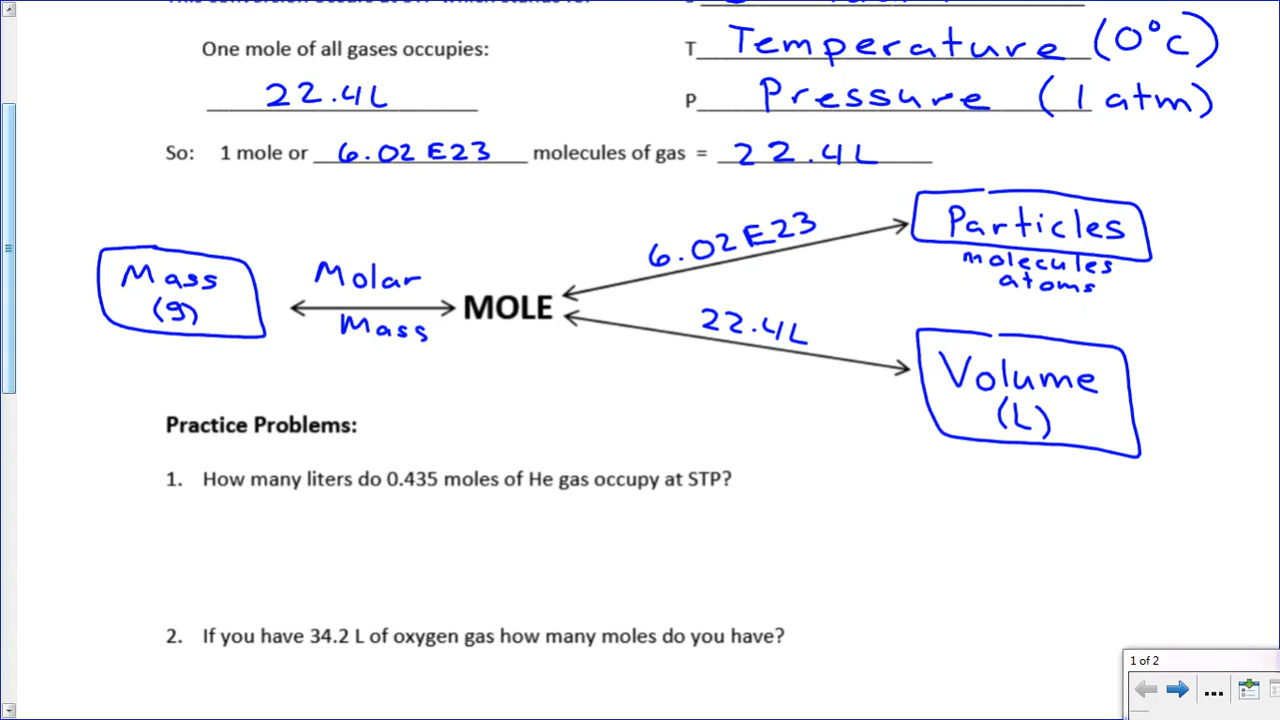 One mole of all gases occupies:
T Temperature (0°C)
22.4L
P Pressure (1 atm)
So: 1 mole or 6.02E23 molecules of gas = 22.4L
6.02E23
Particles
molecules
atoms
Mass
(g)
Molar
Mass
MOLE
22.4L
Volume
(L)
Practice Problems:
1. How many liters do 0.435 moles of He gas occupy at STP?
2. If you have 34.2 L of oxygen gas how many moles do you have?
1 of 2